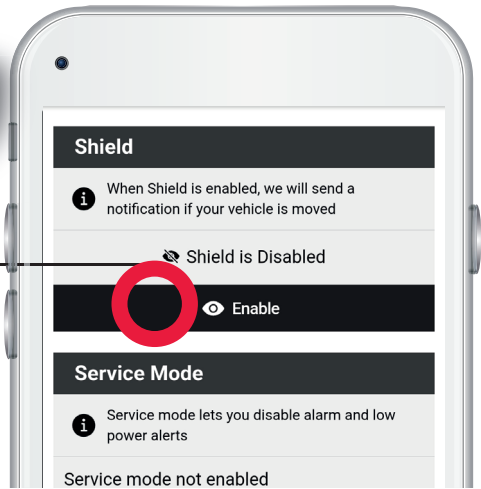 Shield
When Shield is enabled, we will send a
notification if your vehicle is moved
Shield is Disabled
Enable
Service Mode
Service mode lets you disable alarm and low
power alerts
Service mode not enabled